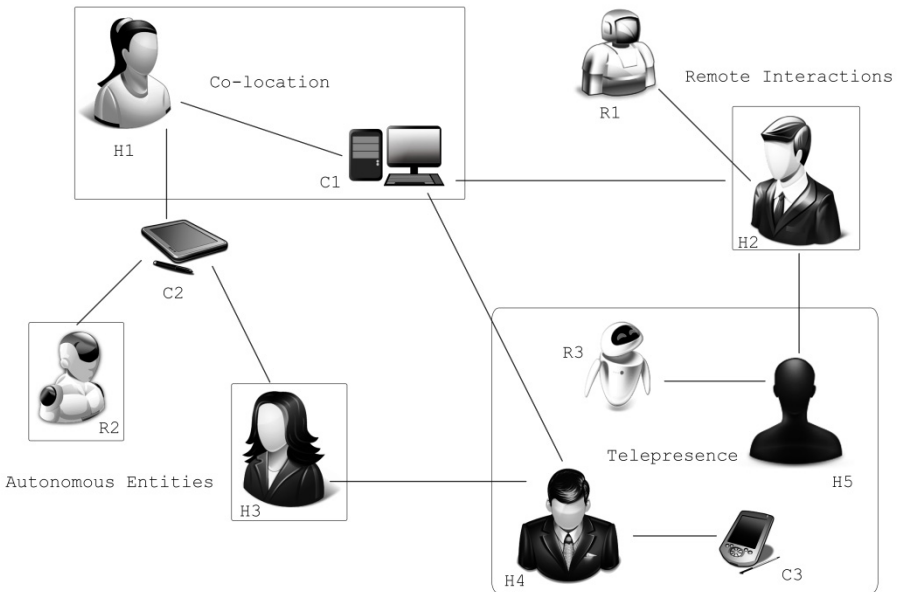 Co-location
Remote Interactions
R1
H1
C1
H2
C2
R3
R2
Telepresence
Autonomous Entities
H5
H3
C3
H4